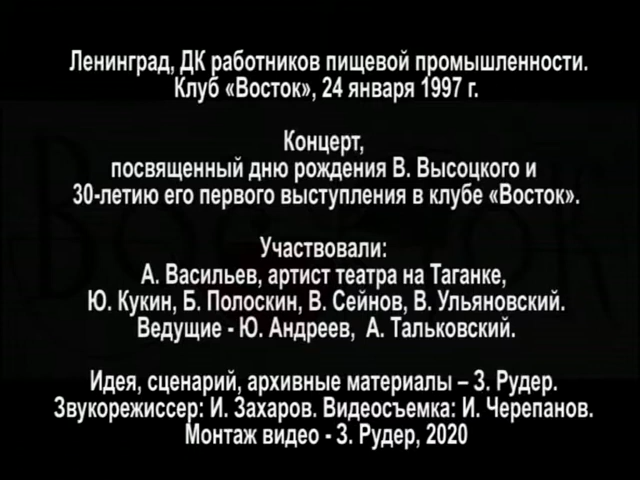 Ленинград, ДК работников пищевой промышленности.
Клуб «Восток», 24 января 1997 г.
Концерт,
посвященный дню рождения В. Высоцкого и
30-летию его первого выступления в клубе «Восток».
Участвовали:
А. Васильев, артист театра на Таганке,
Ю. Кукин, Б. Полоскин, В. Сейнов, В. Ульяновский.
Ведущие - Ю. Андреев, А. Тальковский.
Идея, сценарий, архивные материалы – З. Рудер.
Звукорежиссер: И. Захаров. Видеосъемка: И. Черепанов.
Монтаж видео - З. Рудер, 2020